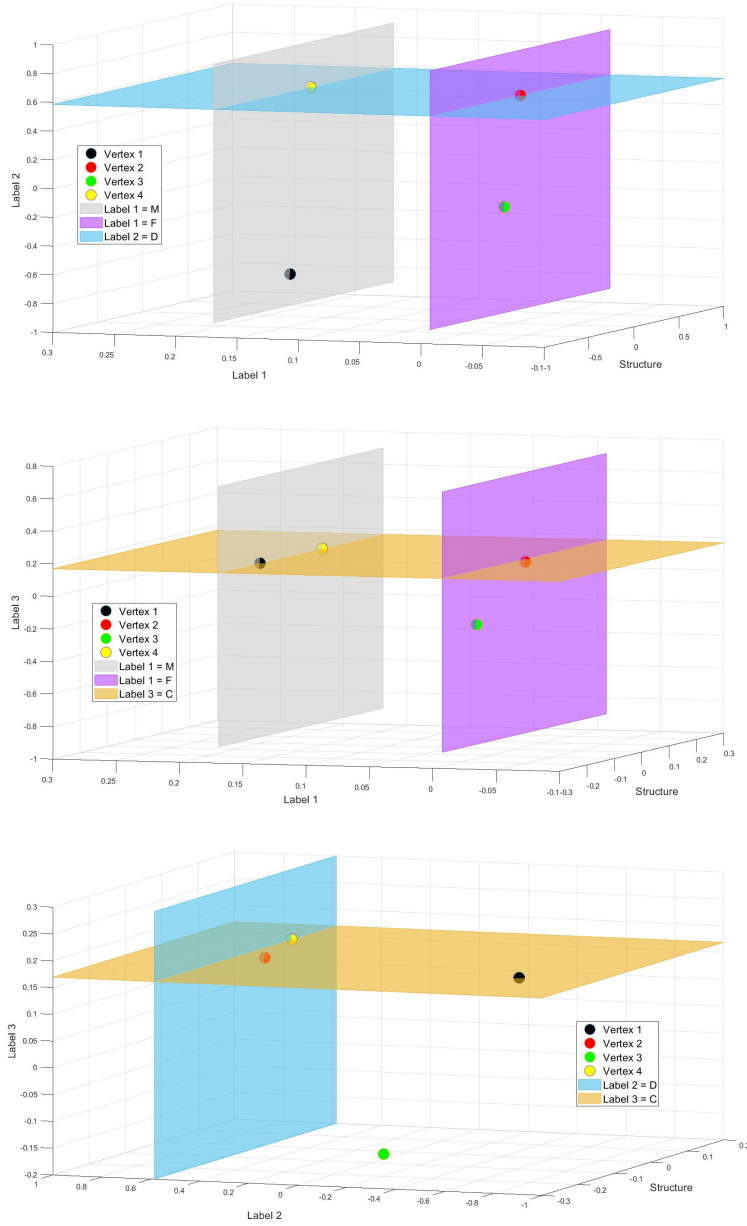 1
0.8
0.6
0.4
0.2
0
-0.2
-0.4
-0.6
-0.8
-1
Label 2
Vertex 1
Vertex 2
Vertex 3
Vertex 4
Label 1 = M
Label 1 = F
Label 2 = D
0.3
0.25
0.2
0.15
0.1
0.05
0
-0.05
-0.1
Label 1
-1
-0.5
0
0.5
1
Structure
0.8
0.6
0.4
0.2
0
-0.2
-0.4
-0.6
-0.8
-1
Label 3
Vertex 1
Vertex 2
Vertex 3
Vertex 4
Label 1 = M
Label 1 = F
Label 3 = C
0.3
0.25
0.2
0.15
0.1
0.05
0
-0.05
-0.1
Label 1
-0.3
-0.2
-0.1
0
0.1
0.2
0.3
Structure
0.3
0.25
0.2
0.15
0.1
0.05
0
-0.05
-0.1
-0.15
-0.2
Label 3
Vertex 1
Vertex 2
Vertex 3
Vertex 4
Label 2 = D
Label 3 = C
1
0.8
0.6
0.4
0.2
0
-0.2
-0.4
-0.6
-0.8
-1
Label 2
-0.3
-0.2
-0.1
0
0.1
0.2
Structure